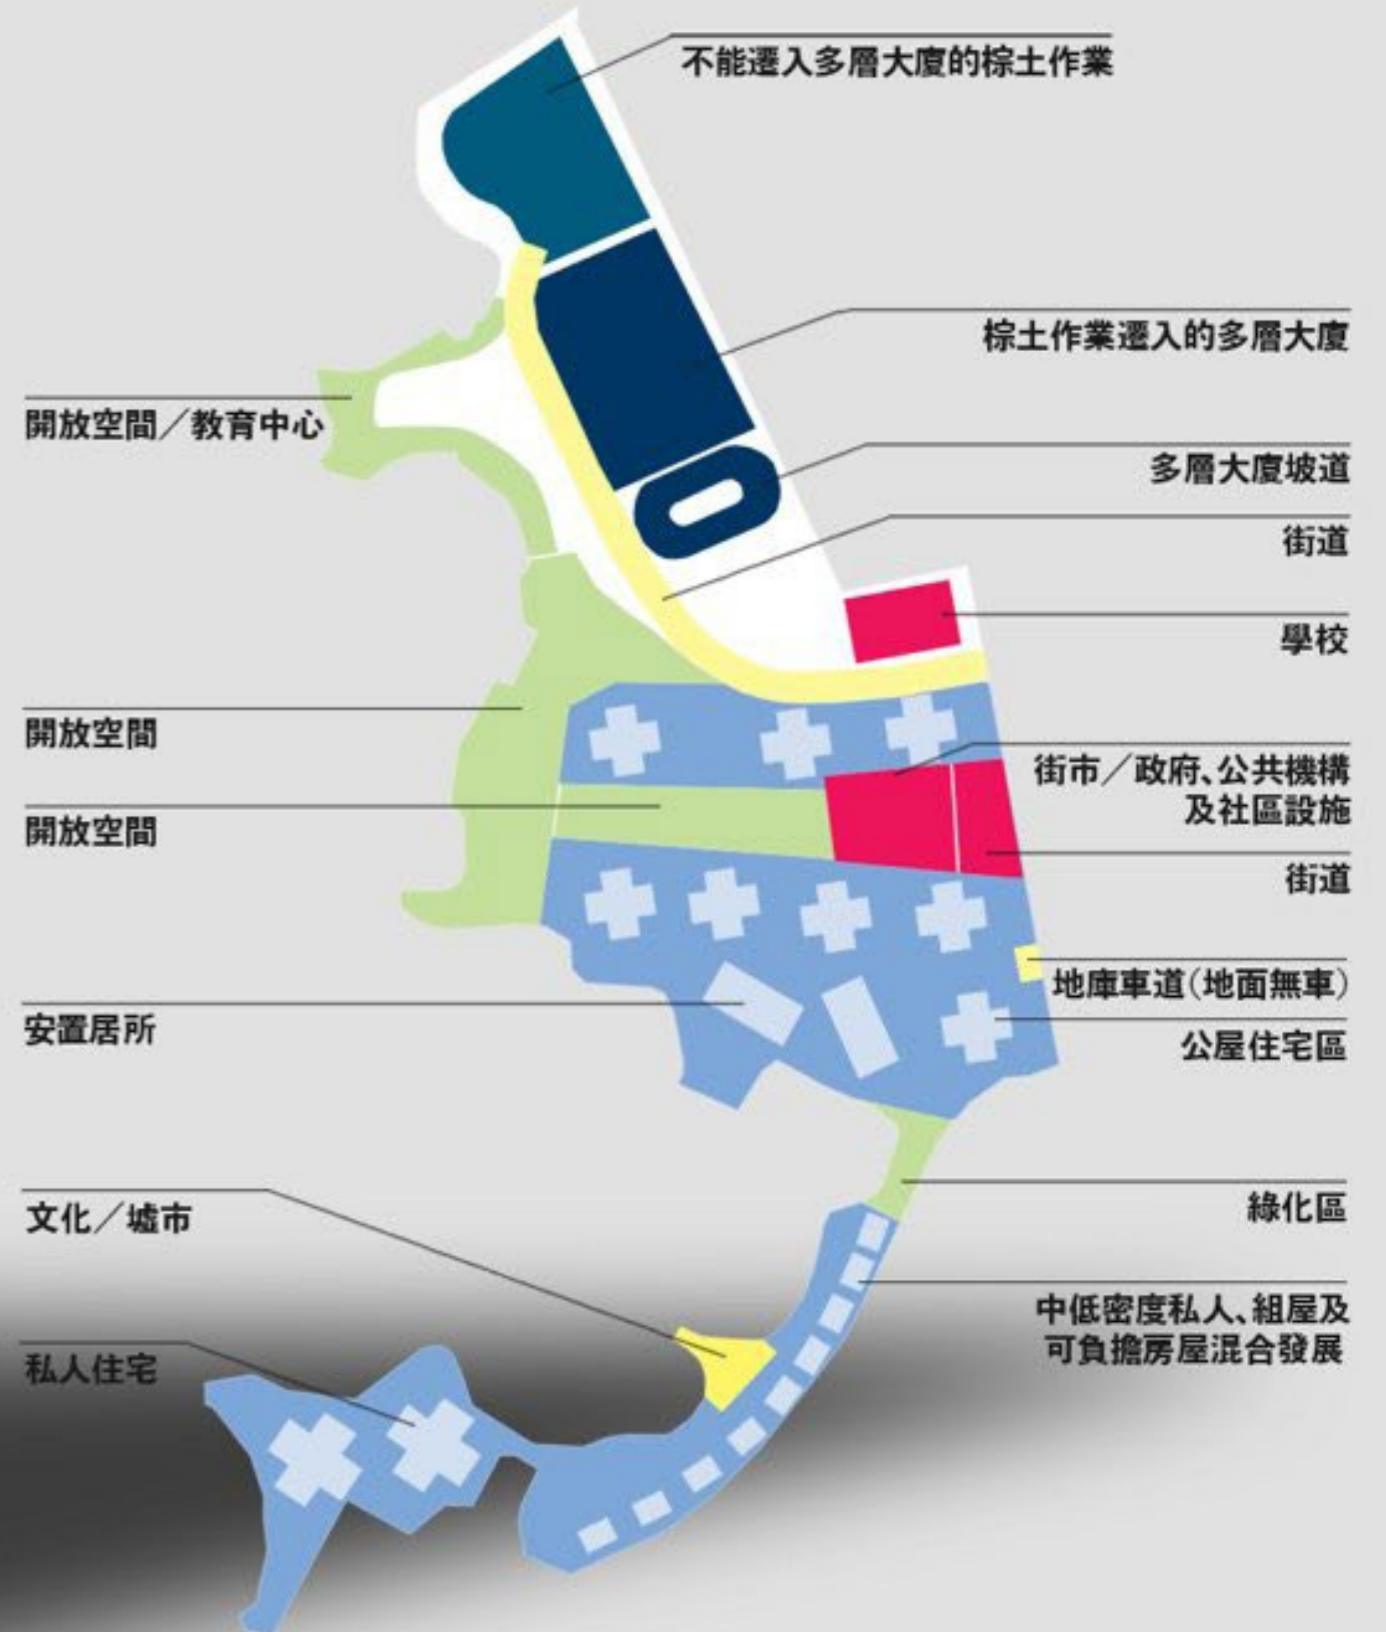 不能遷入多層大廈的棕土作業
棕土作業遷入的多層大廈
開放空間／教育中心
多層大廈坡道
街道
學校
開放空間
街市／政府、公共機構
及社區設施
開放空間
街道
地庫車道（地面無車）
安置居所
公屋住宅區
文化／墟市
綠化區
中低密度私人、組屋及
可負擔房屋混合發展
私人住宅